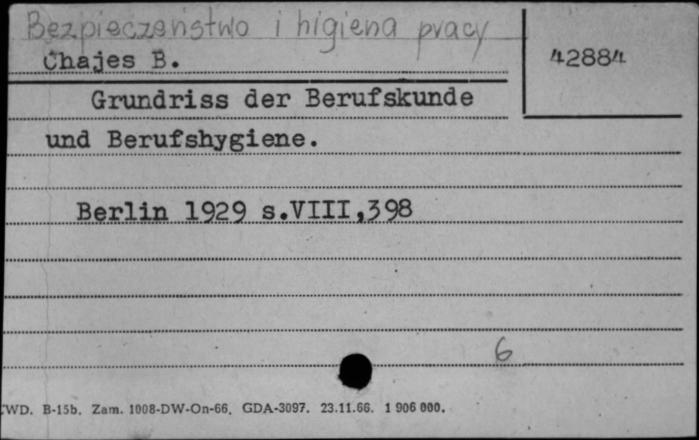 Bezpieczeństwo i higiena pracy
Chajes B.
42884
Grundriss der Berufskunde
und Berufshygiene.
Berlin 1929 s.VIII,398
6
WD. B-15b. Zam. 1008-DW-On-66. GDA-3097. 23.11.66. 1 906 000.